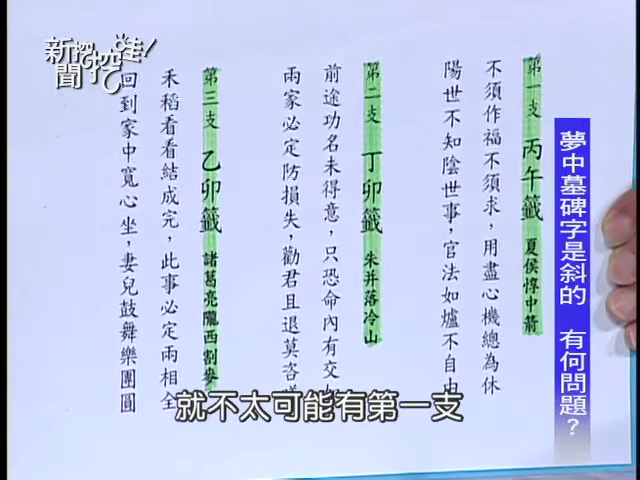 新聞挖挖哇!
第一支 丙午籤 夏侯惇中箭
不須作福不須求，用盡心機總為休
陽世不知陰世事，官法如爐不自由
第二支 丁卯籤 朱并落冷山
前途功名未得意，只恐命內有交
兩家必定防損失，勸君且退莫咨
第三支 乙卯籤 諸葛亮隴西割麥
禾稻看看結成完，此事必定兩相全
回到家中寬心坐，妻兒鼓舞樂團圓
夢中墓碑字是斜的 有何問題？
就不太可能有第一支